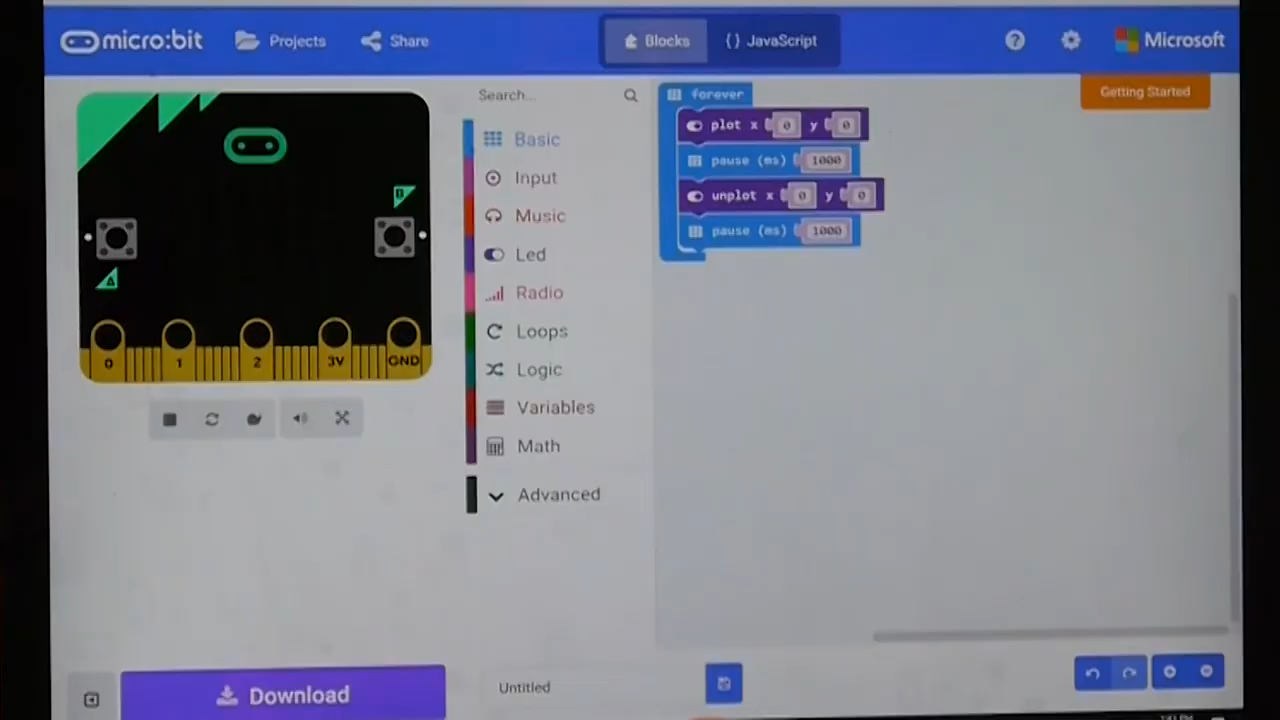 micro:bit Projects Share Blocks {} JavaScript ? Microsoft
Getting Started
Search...
Basic
Input
Music
Led
Radio
Loops
Logic
Variables
Math
Advanced
forever
plot x 0 y 0
pause (ms) 1000
unplot x 0 y 0
pause (ms) 1000
B
A
0 1 2 3V GND
Download
Untitled